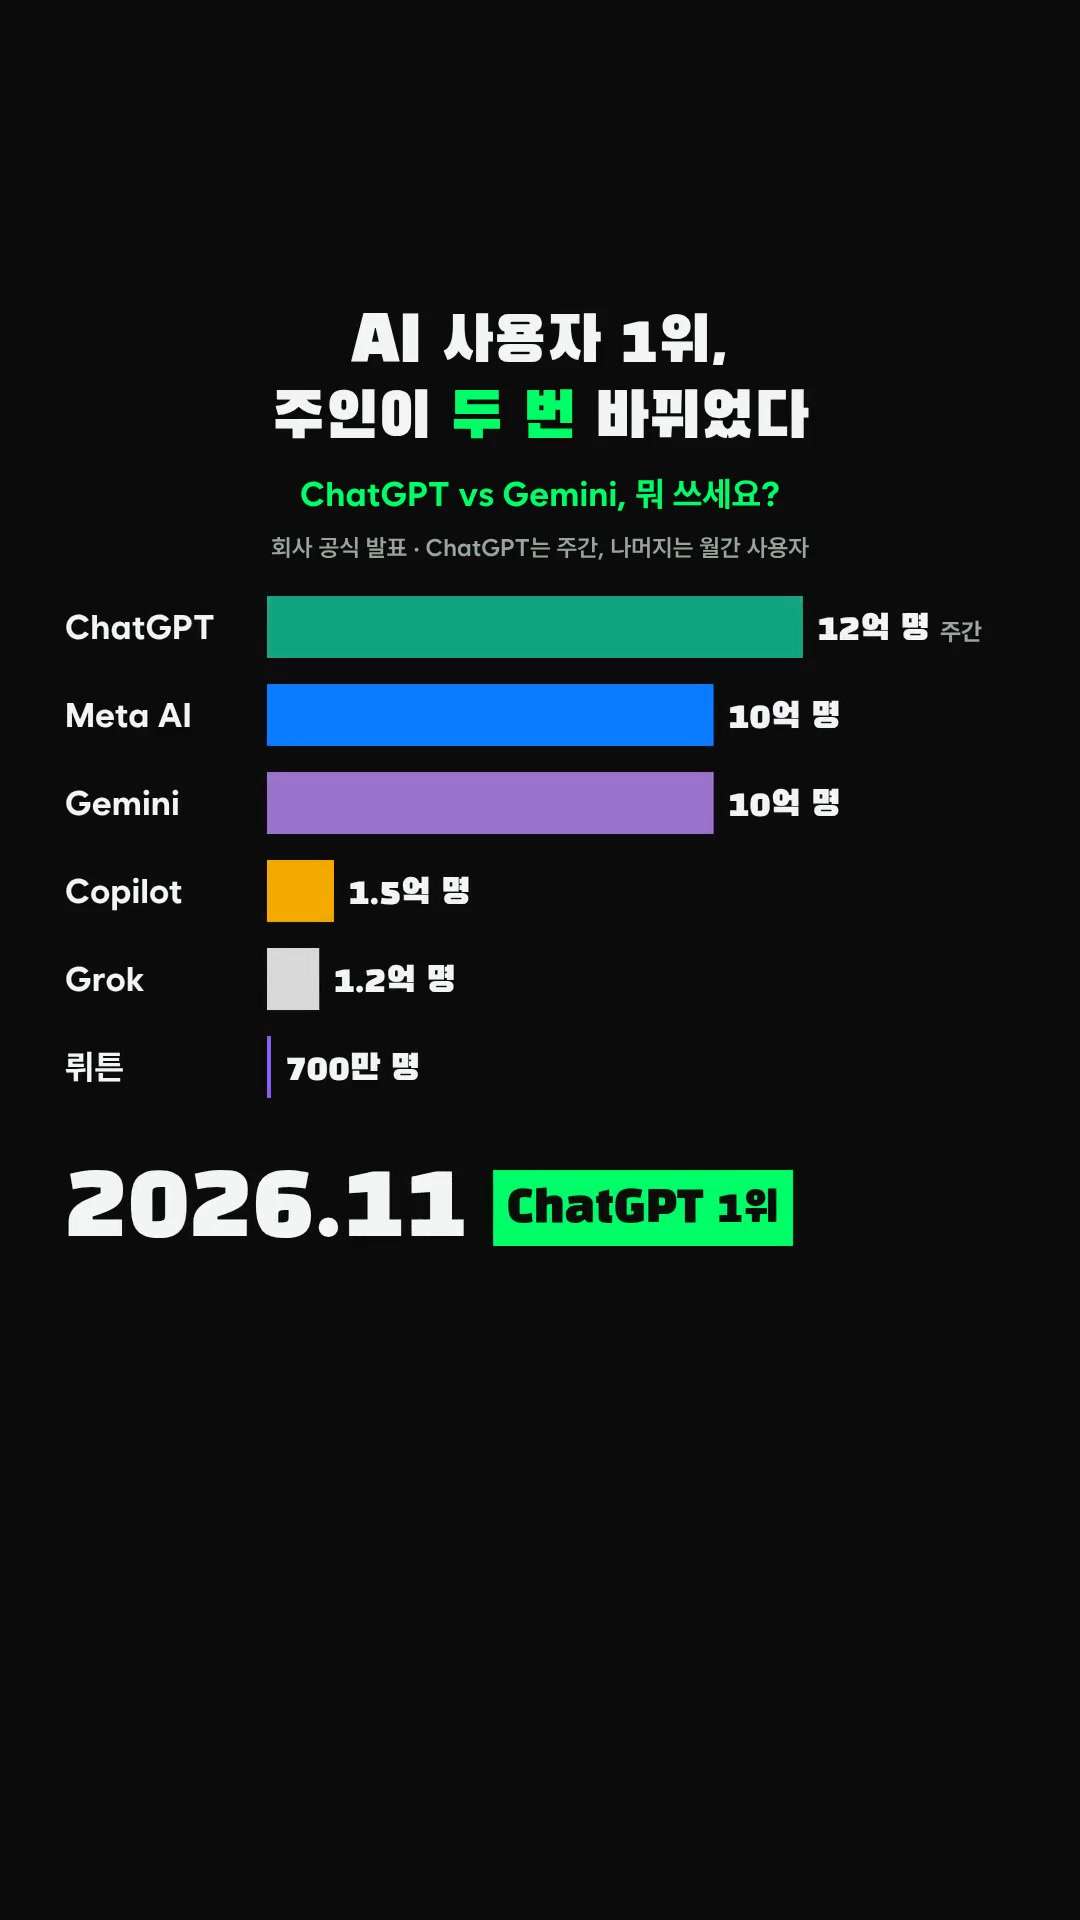 AI 사용자 1위,
주인이 두 번 바뀌었다
ChatGPT vs Gemini, 뭐 쓰세요?
회사 공식 발표 · ChatGPT는 주간, 나머지는 월간 사용자
ChatGPT 12억 명 주간
Meta AI 10억 명
Gemini 10억 명
Copilot 1.5억 명
Grok 1.2억 명
뤼튼 700만 명
2026.11 ChatGPT 1위